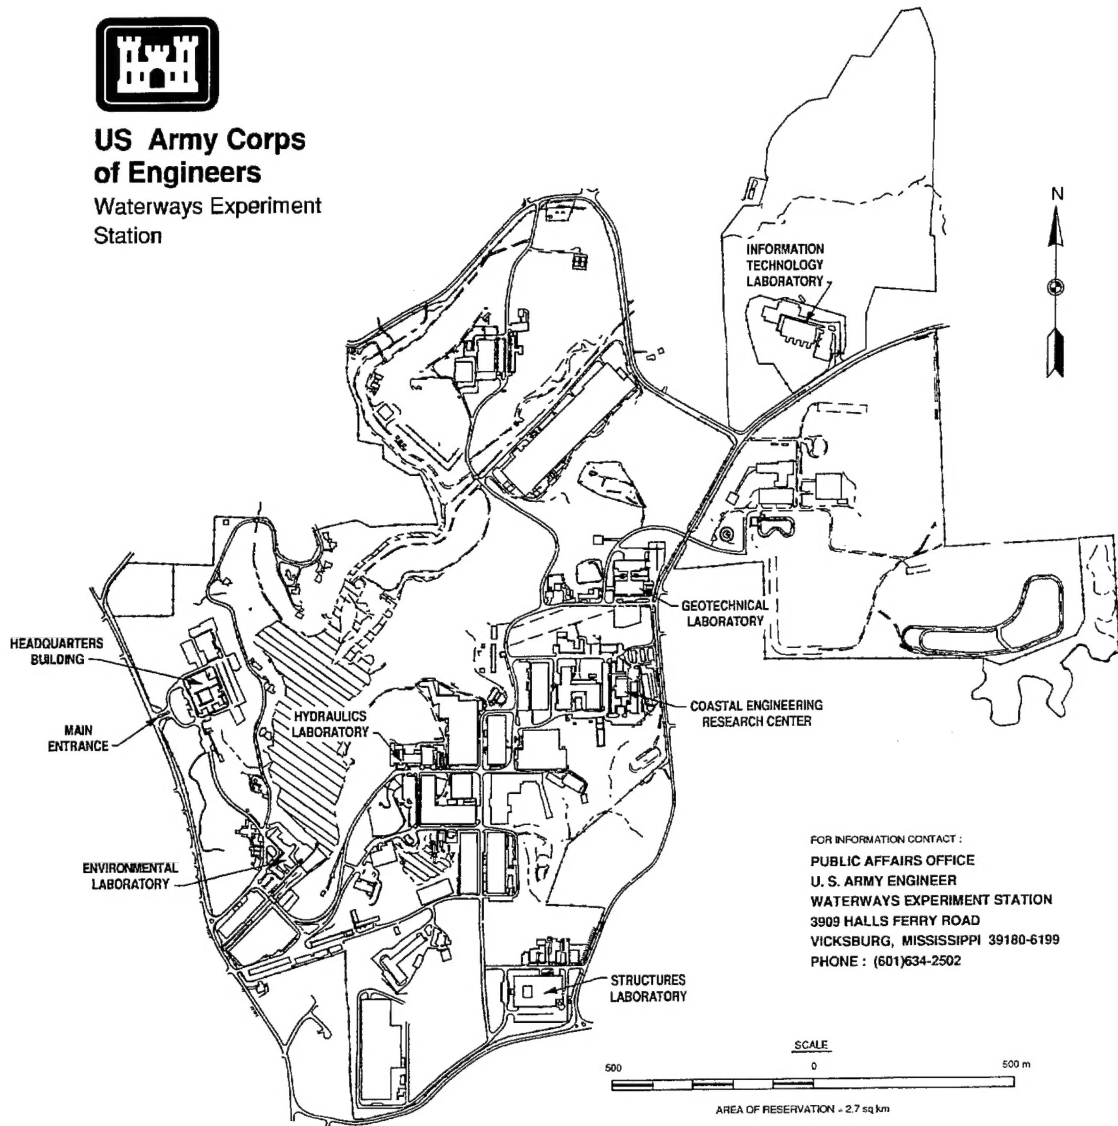 US Army Corps
of Engineers
Waterways Experiment
Station
N
INFORMATION
TECHNOLOGY
LABORATORY
GEOTECHNICAL
LABORATORY
HEADQUARTERS
BUILDING
MAIN
ENTRANCE
HYDRAULICS
LABORATORY
COASTAL ENGINEERING
RESEARCH CENTER
ENVIRONMENTAL
LABORATORY
STRUCTURES
LABORATORY
FOR INFORMATION CONTACT :
PUBLIC AFFAIRS OFFICE
U. S. ARMY ENGINEER
WATERWAYS EXPERIMENT STATION
3909 HALLS FERRY ROAD
VICKSBURG, MISSISSIPPI 39180-6199
PHONE : (601)634-2502
SCALE
500 0 500 m
AREA OF RESERVATION - 2.7 sq km